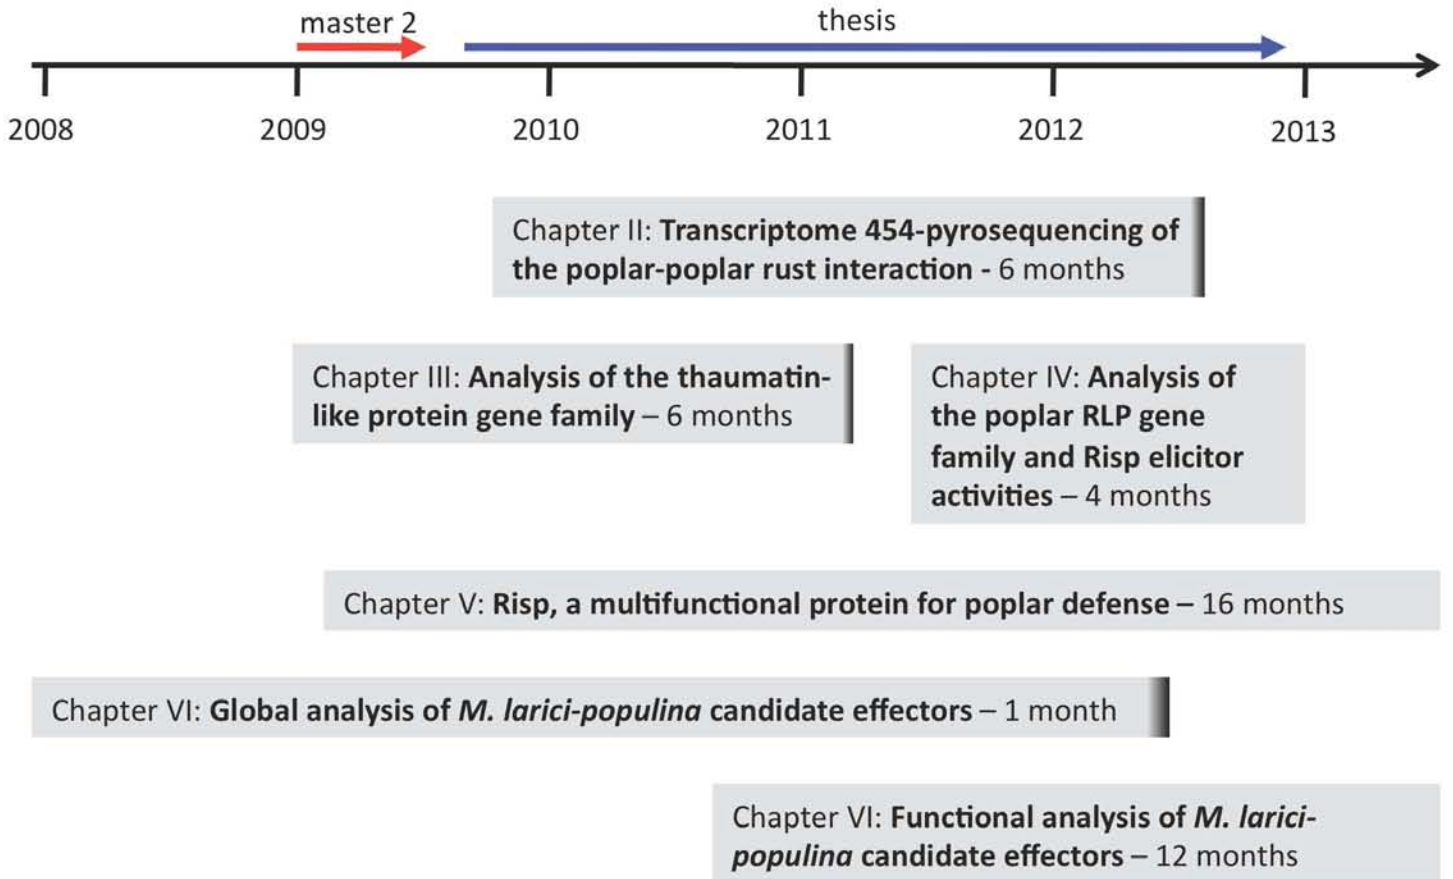 master 2
thesis
2008
2009
2010
2011
2012
2013
Chapter II: Transcriptome 454-pyrosequencing of
the poplar-poplar rust interaction - 6 months
Chapter III: Analysis of the thaumatin-
like protein gene family – 6 months
Chapter IV: Analysis of
the poplar RLP gene
family and Risp elicitor
activities – 4 months
Chapter V: Risp, a multifunctional protein for poplar defense – 16 months
Chapter VI: Global analysis of M. larici-populina candidate effectors – 1 month
Chapter VI: Functional analysis of M. larici-
populina candidate effectors – 12 months